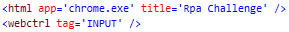 <html app='chrome.exe' title='Rpa Challenge' />
<webctrl tag='INPUT' />